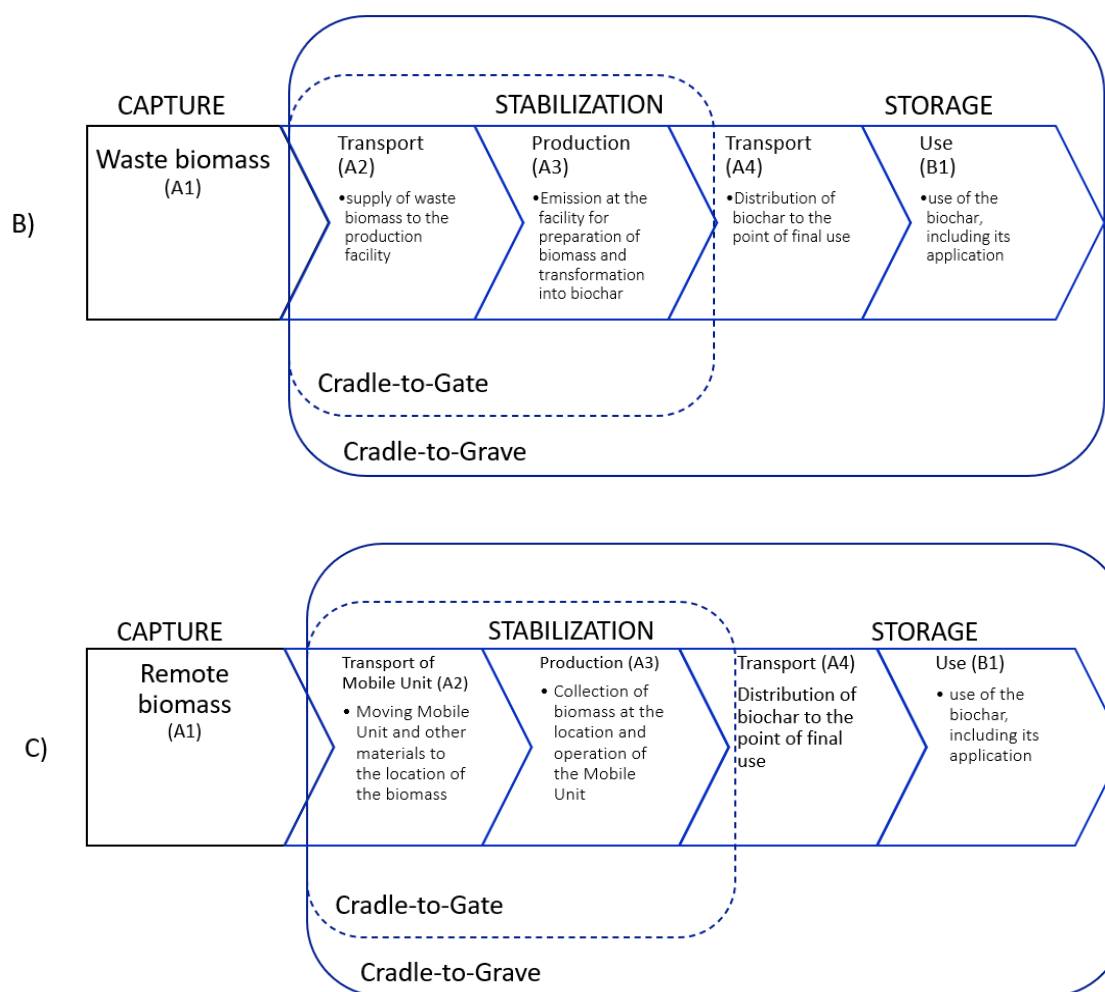 CAPTURE
STABILIZATION
STORAGE
B)
Waste biomass
(A1)
Transport
(A2)
•supply of waste
biomass to the
production
facility
Production
(A3)
•Emission at the
facility for
preparation of
biomass and
transformation
into biochar
Transport
(A4)
•Distribution of
biochar to the
point of final use
Use
(B1)
•use of the
biochar,
including its
application
Cradle-to-Gate
Cradle-to-Grave
CAPTURE
STABILIZATION
STORAGE
C)
Remote
biomass
(A1)
Transport of
Mobile Unit (A2)
• Moving Mobile
Unit and other
materials to
the location of
the biomass
Production (A3)
• Collection of
biomass at the
location and
operation of
the Mobile
Unit
Transport (A4)
Distribution of
biochar to the
point of final
use
Use (B1)
• use of the
biochar,
including its
application
Cradle-to-Gate
Cradle-to-Grave